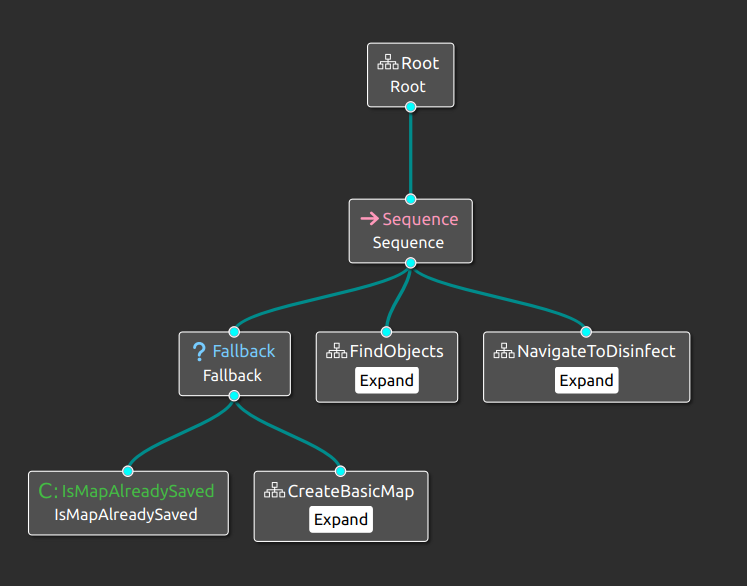 Root
Root
Sequence
Sequence
? Fallback
Fallback
FindObjects
Expand
NavigateToDisinfect
Expand
C: IsMapAlreadySaved
IsMapAlreadySaved
CreateBasicMap
Expand